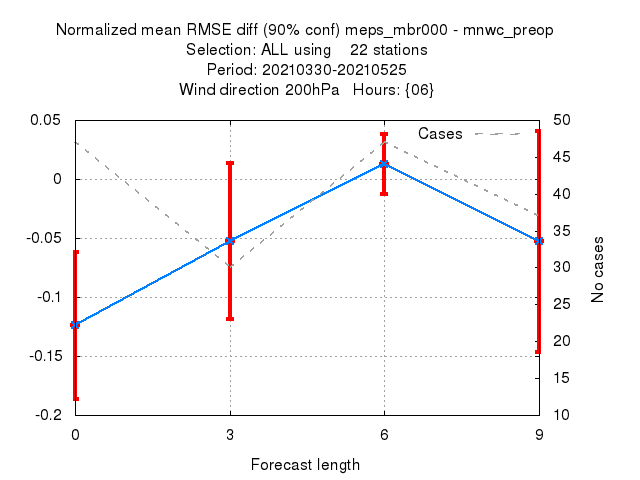 Normalized mean RMSE diff (90% conf) meps_mbr000 - mnwc_preop
Selection: ALL using 22 stations
Period: 20210330-20210525
Wind direction 200hPa Hours: {06}
0.05
0
-0.05
-0.1
-0.15
-0.2
Cases
50
45
40
35
30
25
20
15
10
No cases
0 3 6 9
Forecast length